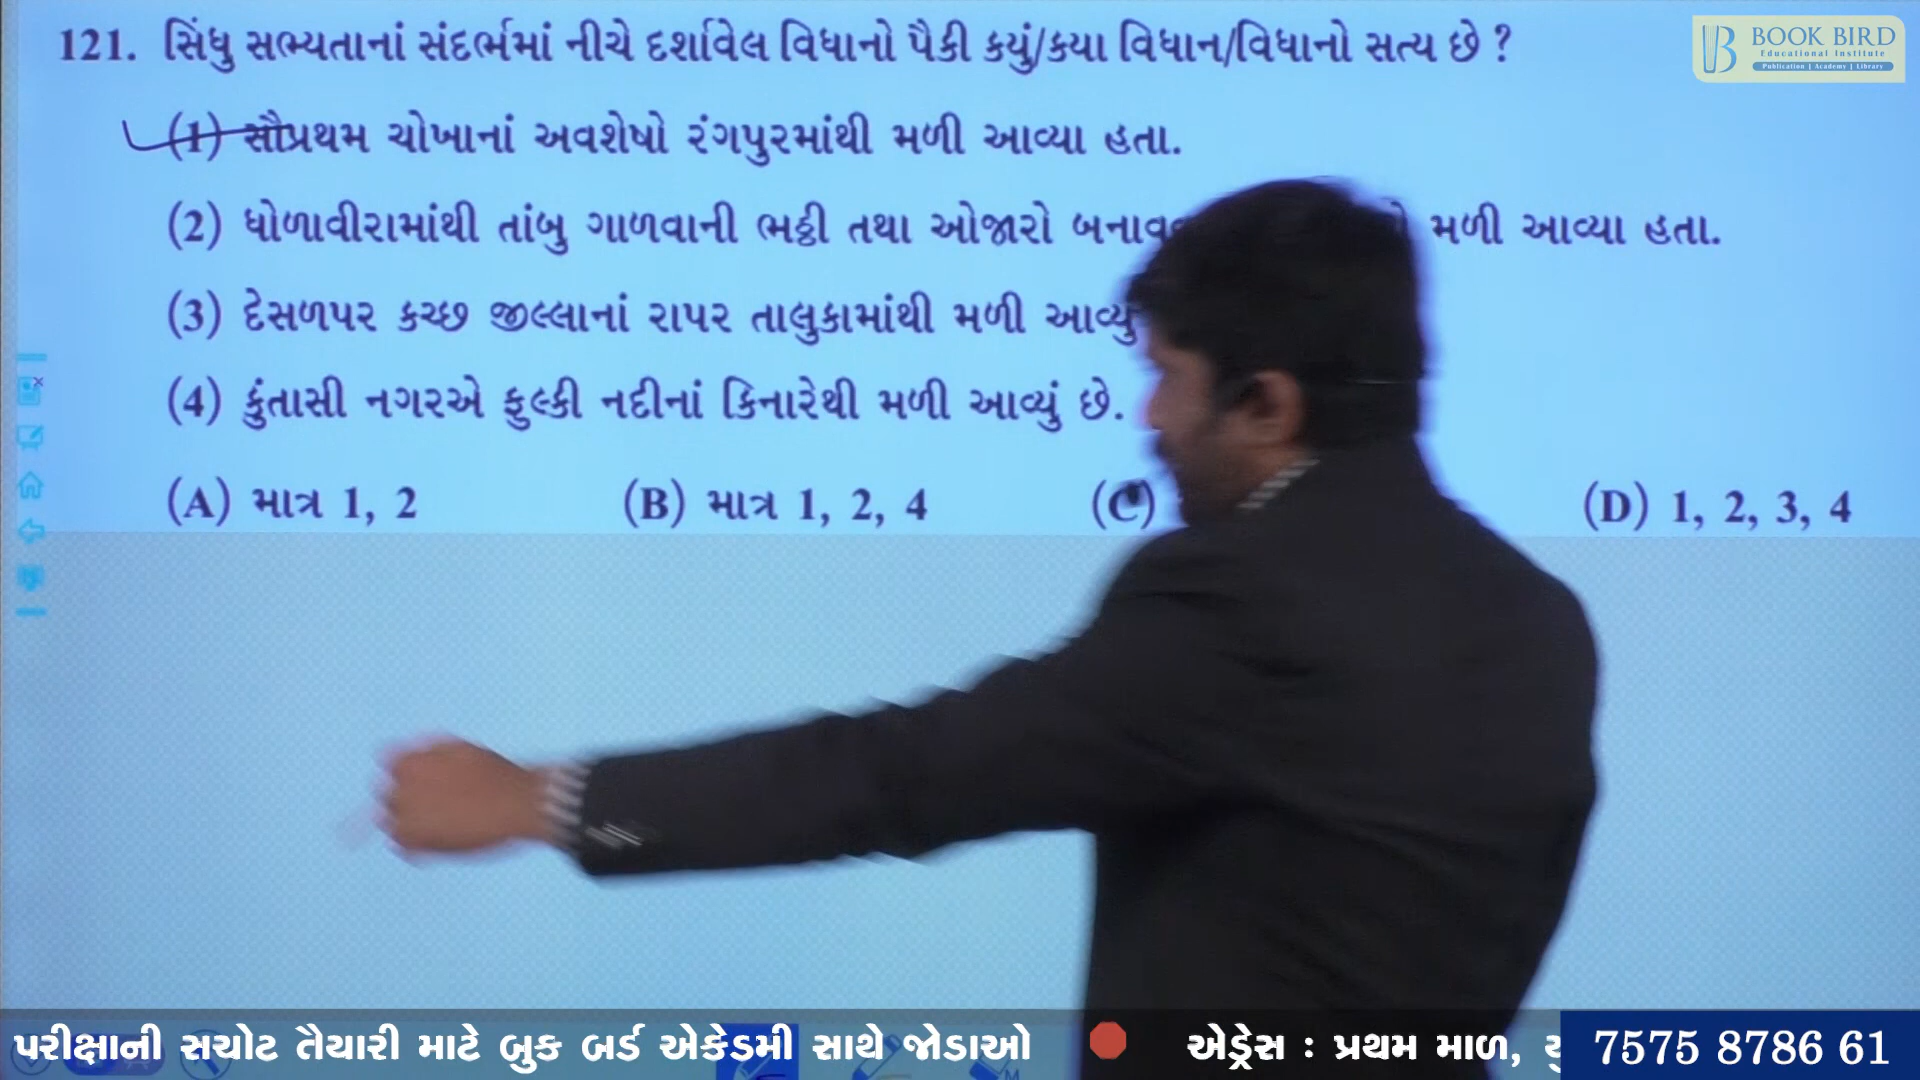 121. સિંધુ સભ્યતાનાં સંદર્ભમાં નીચે દર્શાવેલ વિધાનો પૈકી કયું/કયા વિધાન/વિધાનો સત્ય છે ?
BOOK BIRD
Educational Institute
Publication | Academy | Library
(1) સૌપ્રથમ ચોખાનાં અવશેષો રંગપુરમાંથી મળી આવ્યા હતા.
(2) ધોળાવીરામાંથી તાંબુ ગાળવાની ભઠ્ઠી તથા ઓજારો મળી આવ્યા હતા.
(3) દેસળપર કચ્છ જીલ્લાનાં રાપર તાલુકામાંથી મળી આવ્યું
(4) કુંતાસી નગરએ ફુલ્કી નદીનાં કિનારેથી મળી આવ્યું છે.
(A) માત્ર 1, 2 (B) માત્ર 1, 2, 4 (C) (D) 1, 2, 3, 4
પરીક્ષાની સચોટ તૈયારી માટે બુક બર્ડ એકેડમી સાથે જોડાઓ એડ્રેસ : પ્રથમ માળ, 7575 8786 61